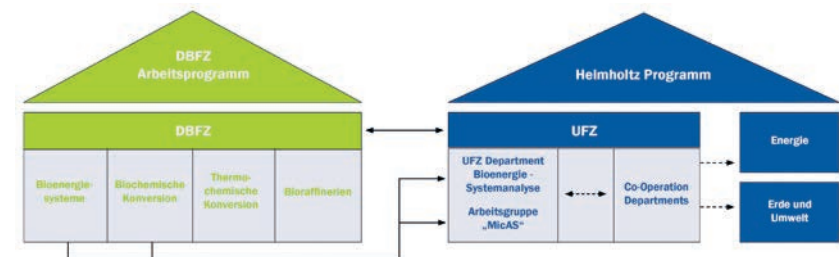 DBFZ
Arbeitsprogramm
Helmholtz Programm
DBFZ
UFZ
Energie
Bioenergie-
systeme
Biochemische
Konversion
Thermo-
chemische
Konversion
Bioraffinerien
UFZ Department
Bioenergie -
Systemanalyse
Arbeitsgruppe
„MicAS“
Co-Operation
Departments
Erde und
Umwelt